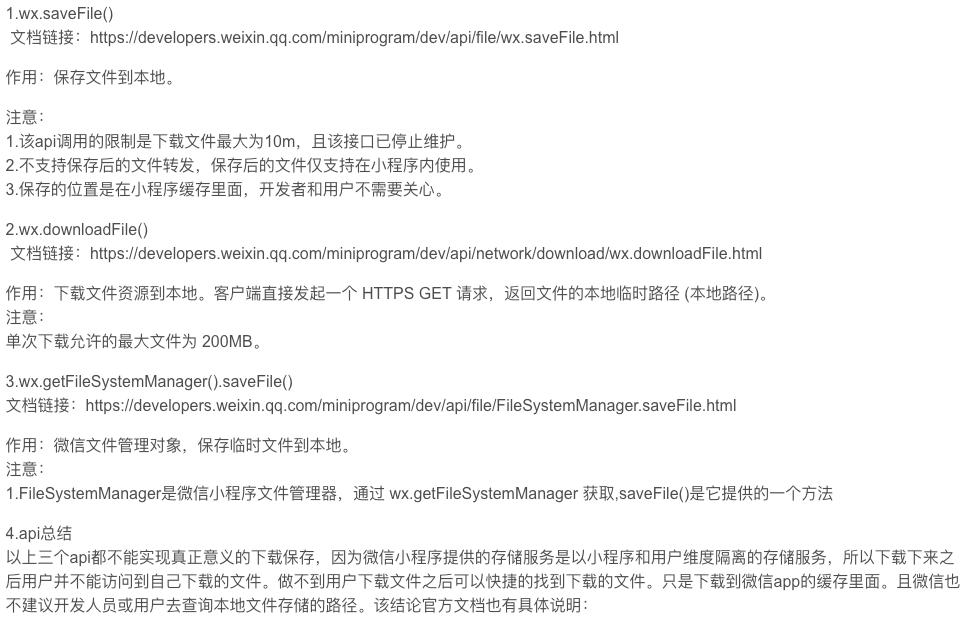 1.wx.saveFile()
文档链接：https://developers.weixin.qq.com/miniprogram/dev/api/file/wx.saveFile.html
作用：保存文件到本地。
注意：
1.该api调用的限制是下载文件最大为10m，且该接口已停止维护。
2.不支持保存后的文件转发，保存后的文件仅支持在小程序内使用。
3.保存的位置是在小程序缓存里面，开发者和用户不需要关心。
2.wx.downloadFile()
文档链接：https://developers.weixin.qq.com/miniprogram/dev/api/network/download/wx.downloadFile.html
作用：下载文件资源到本地。客户端直接发起一个 HTTPS GET 请求，返回文件的本地临时路径 (本地路径)。
注意：
单次下载允许的最大文件为 200MB。
3.wx.getFileSystemManager().saveFile()
文档链接：https://developers.weixin.qq.com/miniprogram/dev/api/file/FileSystemManager.saveFile.html
作用：微信文件管理对象，保存临时文件到本地。
注意：
1.FileSystemManager是微信小程序文件管理器，通过 wx.getFileSystemManager 获取,saveFile()是它提供的一个方法
4.api总结
以上三个api都不能实现真正意义的下载保存，因为微信小程序提供的存储服务是以小程序和用户维度隔离的存储服务，所以下载下来之
后用户并不能访问到自己下载的文件。做不到用户下载文件之后可以快捷的找到下载的文件。只是下载到微信app的缓存里面。且微信也
不建议开发人员或用户去查询本地文件存储的路径。该结论官方文档也有具体说明：